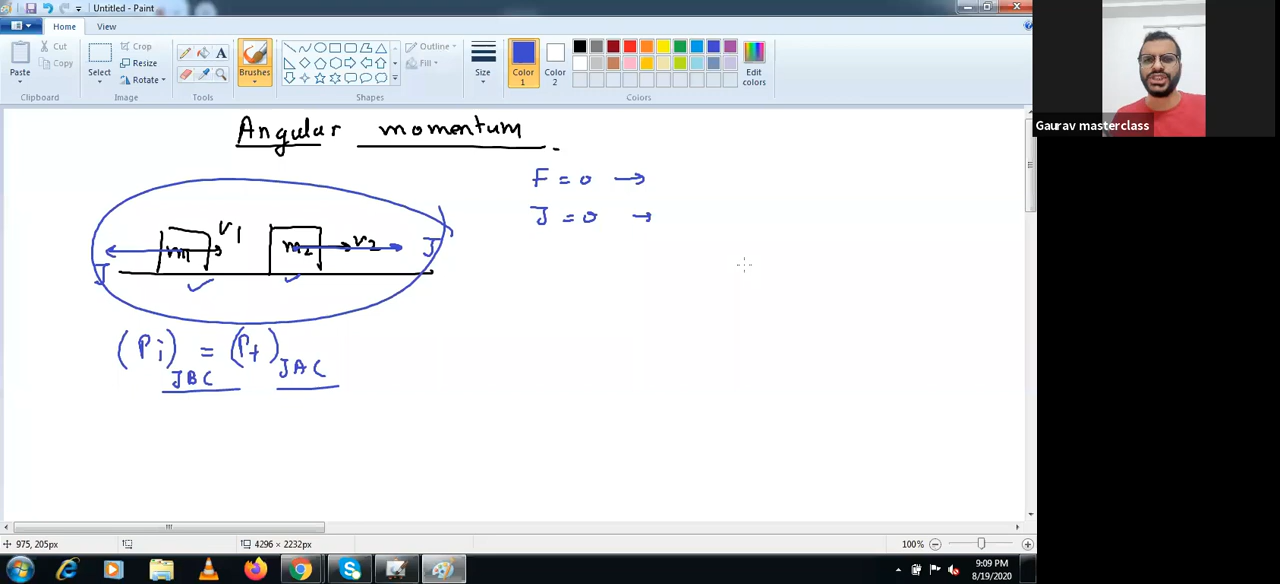 Untitled - Paint
Home
View
Paste
Cut
Copy
Clipboard
Select
Crop
Resize
Rotate
Image
A
Tools
Brushes
Outline
Fill
Shapes
Size
Color 1
Color 2
Edit colors
Colors
Gaurav masterclass
Angular momentum
F = 0 →
J = 0 →
m1 v1 m2 v2
J J
(Pi) = (Pf)
JBC JAC
975, 205px
4296 × 2232px
100%
9:09 PM
8/19/2020